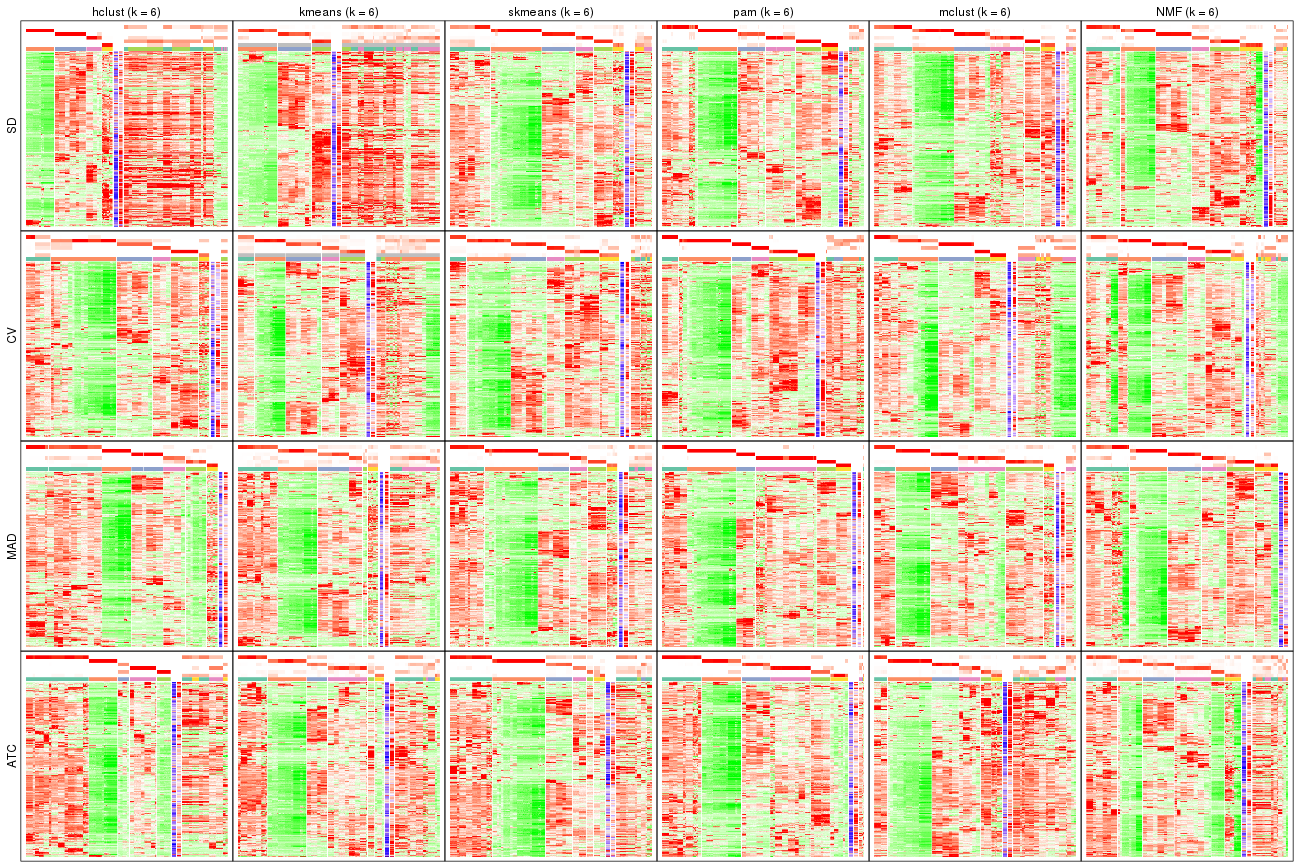 hclust (k = 6)
kmeans (k = 6)
skmeans (k = 6)
pam (k = 6)
mclust (k = 6)
NMF (k = 6)
SD
CV
MAD
ATC